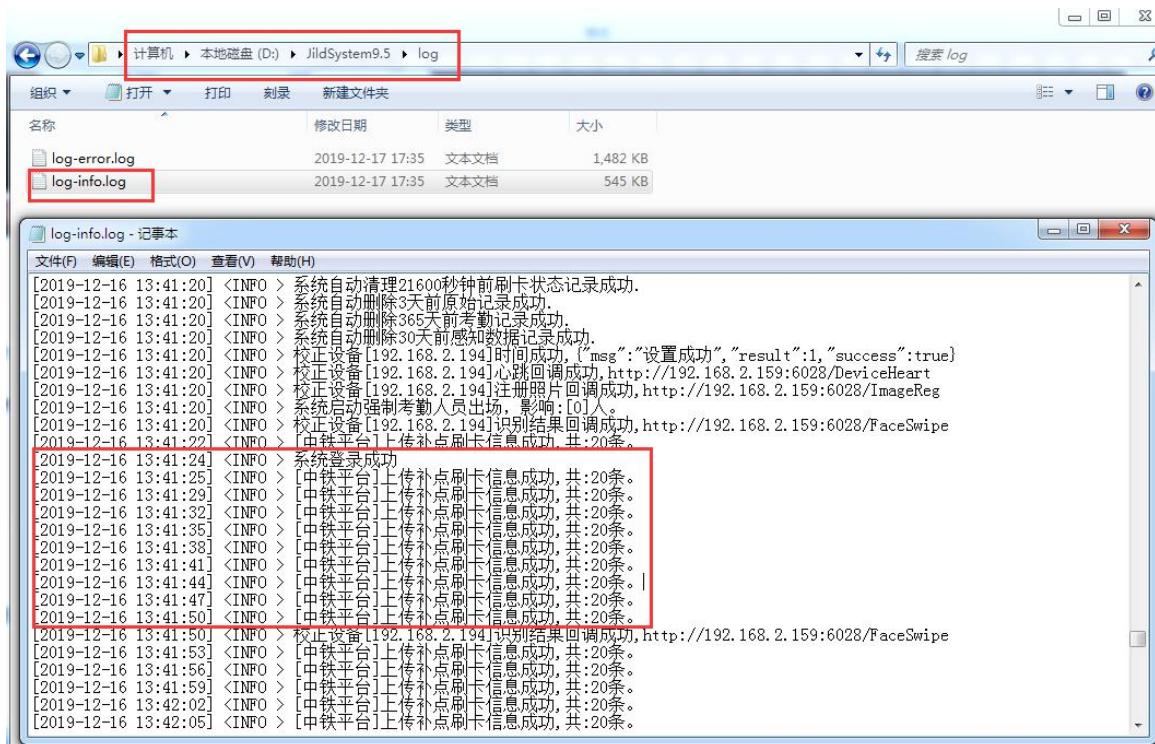 计算机 ▸ 本地磁盘 (D:) ▸ JildSystem9.5 ▸ log
搜索 log
组织 打开 打印 刻录 新建文件夹
名称 修改日期 类型 大小
log-error.log 2019-12-17 17:35 文本文档 1,482 KB
log-info.log 2019-12-17 17:35 文本文档 545 KB
log-info.log - 记事本
文件(F) 编辑(E) 格式(O) 查看(V) 帮助(H)
[2019-12-16 13:41:20] <INFO > 系统自动清理21600秒钟前刷卡状态记录成功.
[2019-12-16 13:41:20] <INFO > 系统自动删除3天前原始记录成功.
[2019-12-16 13:41:20] <INFO > 系统自动删除365天前考勤记录成功.
[2019-12-16 13:41:20] <INFO > 系统自动删除30天前感知数据记录成功.
[2019-12-16 13:41:20] <INFO > 校正设备[192.168.2.194]时间成功,{"msg":"设置成功","result":1,"success":true}
[2019-12-16 13:41:20] <INFO > 校正设备[192.168.2.194]心跳回调成功,http://192.168.2.159:6028/DeviceHeart
[2019-12-16 13:41:20] <INFO > 校正设备[192.168.2.194]注册照片回调成功,http://192.168.2.159:6028/ImageReg
[2019-12-16 13:41:20] <INFO > 系统启动强制考勤人员出场，影响:[0]人。
[2019-12-16 13:41:20] <INFO > 校正设备[192.168.2.194]识别结果回调成功,http://192.168.2.159:6028/FaceSwipe
[2019-12-16 13:41:22] <INFO > [中铁平台]上传补点刷卡信息成功,共:20条。
[2019-12-16 13:41:24] <INFO > 系统登录成功
[2019-12-16 13:41:25] <INFO > [中铁平台]上传补点刷卡信息成功,共:20条。
[2019-12-16 13:41:29] <INFO > [中铁平台]上传补点刷卡信息成功,共:20条。
[2019-12-16 13:41:32] <INFO > [中铁平台]上传补点刷卡信息成功,共:20条。
[2019-12-16 13:41:35] <INFO > [中铁平台]上传补点刷卡信息成功,共:20条。
[2019-12-16 13:41:38] <INFO > [中铁平台]上传补点刷卡信息成功,共:20条。
[2019-12-16 13:41:41] <INFO > [中铁平台]上传补点刷卡信息成功,共:20条。
[2019-12-16 13:41:44] <INFO > [中铁平台]上传补点刷卡信息成功,共:20条。
[2019-12-16 13:41:47] <INFO > [中铁平台]上传补点刷卡信息成功,共:20条。
[2019-12-16 13:41:50] <INFO > [中铁平台]上传补点刷卡信息成功,共:20条。
[2019-12-16 13:41:50] <INFO > 校正设备[192.168.2.194]识别结果回调成功,http://192.168.2.159:6028/FaceSwipe
[2019-12-16 13:41:53] <INFO > [中铁平台]上传补点刷卡信息成功,共:20条。
[2019-12-16 13:41:56] <INFO > [中铁平台]上传补点刷卡信息成功,共:20条。
[2019-12-16 13:41:59] <INFO > [中铁平台]上传补点刷卡信息成功,共:20条。
[2019-12-16 13:42:02] <INFO > [中铁平台]上传补点刷卡信息成功,共:20条。
[2019-12-16 13:42:05] <INFO > [中铁平台]上传补点刷卡信息成功,共:20条。